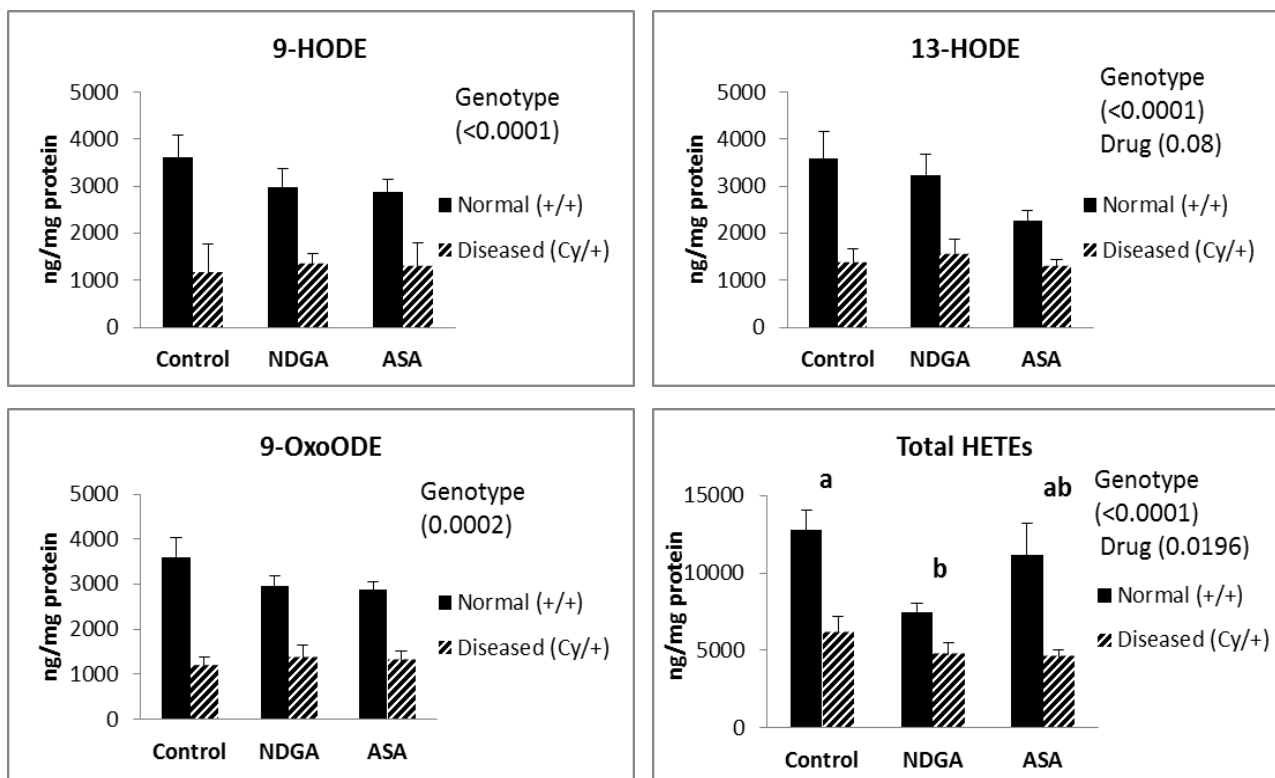 9-HODE
ng/mg protein
5000
4000
3000
2000
1000
0
Control NDGA ASA
Genotype
(<0.0001)
Normal (+/+)
Diseased (Cy/+)
13-HODE
ng/mg protein
5000
4000
3000
2000
1000
0
Control NDGA ASA
Genotype
(<0.0001)
Drug (0.08)
Normal (+/+)
Diseased (Cy/+)
9-OxoODE
ng/mg protein
5000
4000
3000
2000
1000
0
Control NDGA ASA
Genotype
(0.0002)
Normal (+/+)
Diseased (Cy/+)
Total HETEs
ng/mg protein
15000
10000
5000
0
a
b
ab
Control NDGA ASA
Genotype
(<0.0001)
Drug (0.0196)
Normal (+/+)
Diseased (Cy/+)